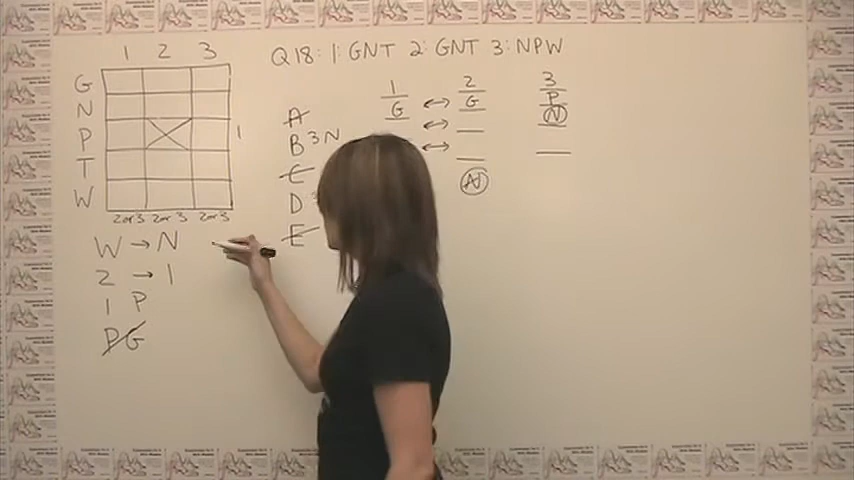 Q18: 1: GNT 2: GNT 3: NPW
1 2 3
G
N
P 1
T
W
2or3 2or3 2or3
W → N
2 → 1
1 P
PG
A
B 3N
C
D
E
1 2 3
G ↔ G P
↔ N
↔
N